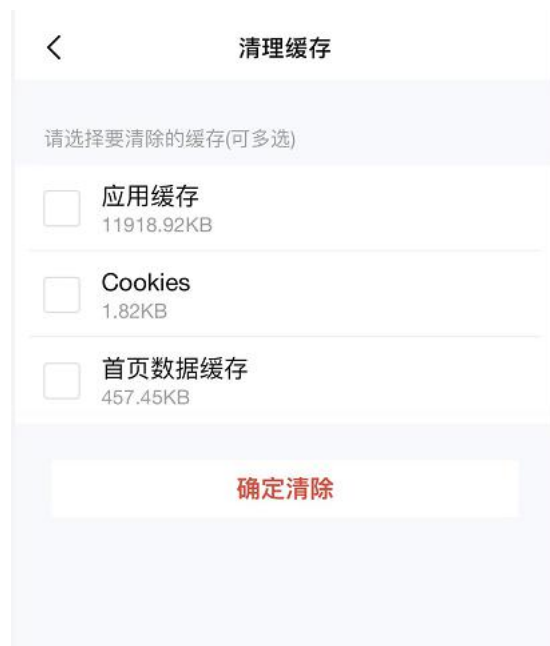 清理缓存
请选择要清除的缓存(可多选)
应用缓存
11918.92KB
Cookies
1.82KB
首页数据缓存
457.45KB
确定清除